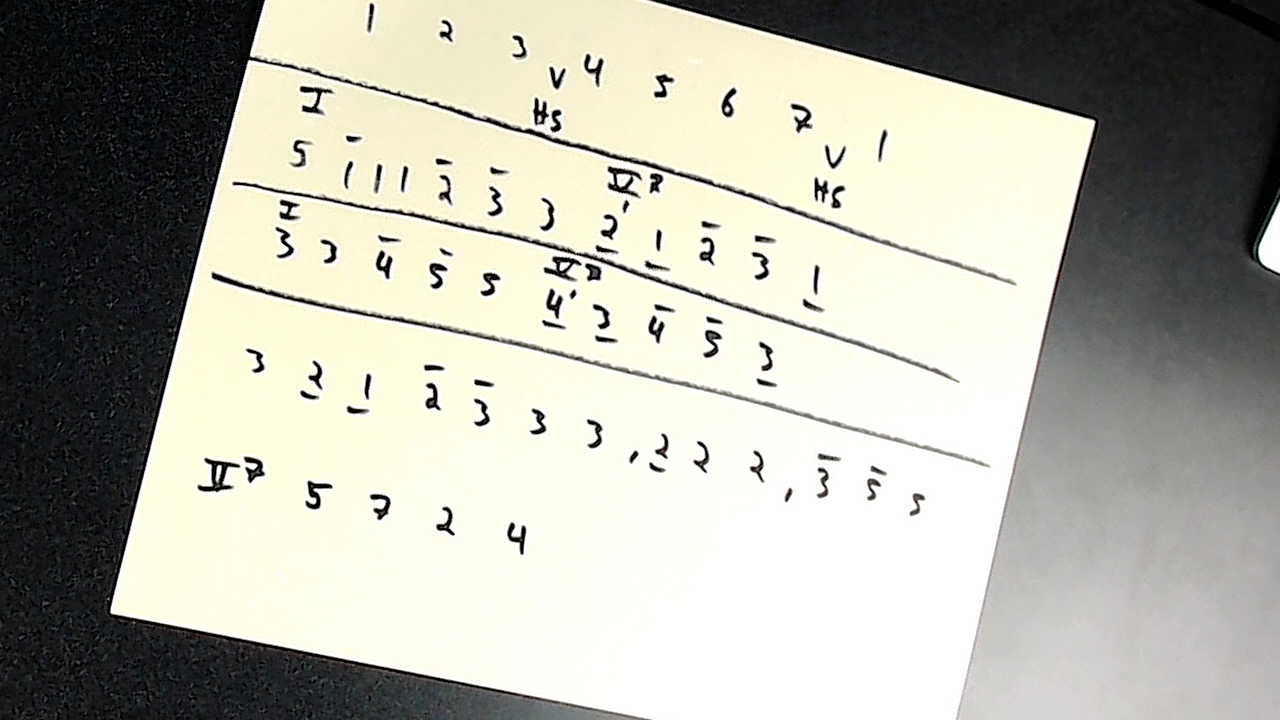 1 2 3 4 5 6 7 1
V V
HS HS
I V7
5 1̅ 1 1 2̅ 3̅ 3 2̲' 1̲ 2̅ 3̅ 1̲
I V7
3 3 4̅ 5̅ 5 4̲' 3̲ 4̅ 5̅ 3̲
3 2̲ 1̲ 2̅ 3̅ 3 3 , 2̲ 2 2 , 3̅ 5̅ 5
V7 5 7 2 4